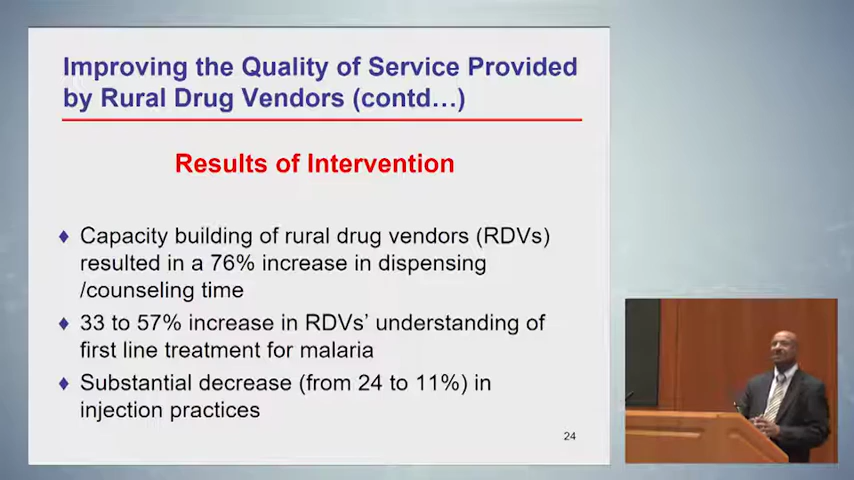 Improving the Quality of Service Provided
by Rural Drug Vendors (contd…)
Results of Intervention
♦ Capacity building of rural drug vendors (RDVs)
resulted in a 76% increase in dispensing
/counseling time
♦ 33 to 57% increase in RDVs' understanding of
first line treatment for malaria
♦ Substantial decrease (from 24 to 11%) in
injection practices
24